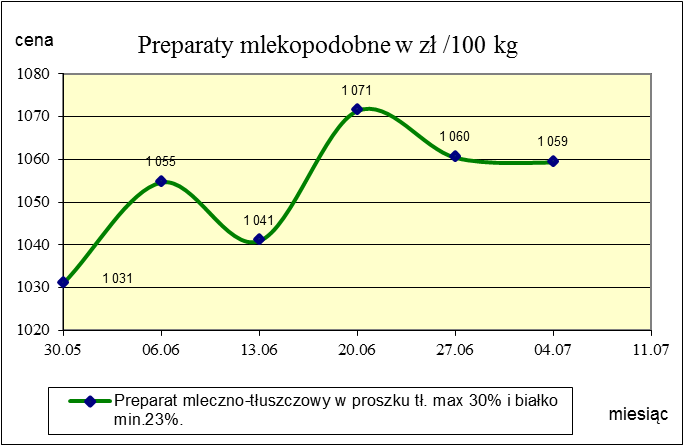 cena
Preparaty mlekopodobne w zł /100 kg
1080
1070
1060
1050
1040
1030
1020
1 031
1 055
1 041
1 071
1 060
1 059
30.05 06.06 13.06 20.06 27.06 04.07 11.07
Preparat mleczno-tłuszczowy w proszku tł. max 30% i białko
min.23%.
miesiąc